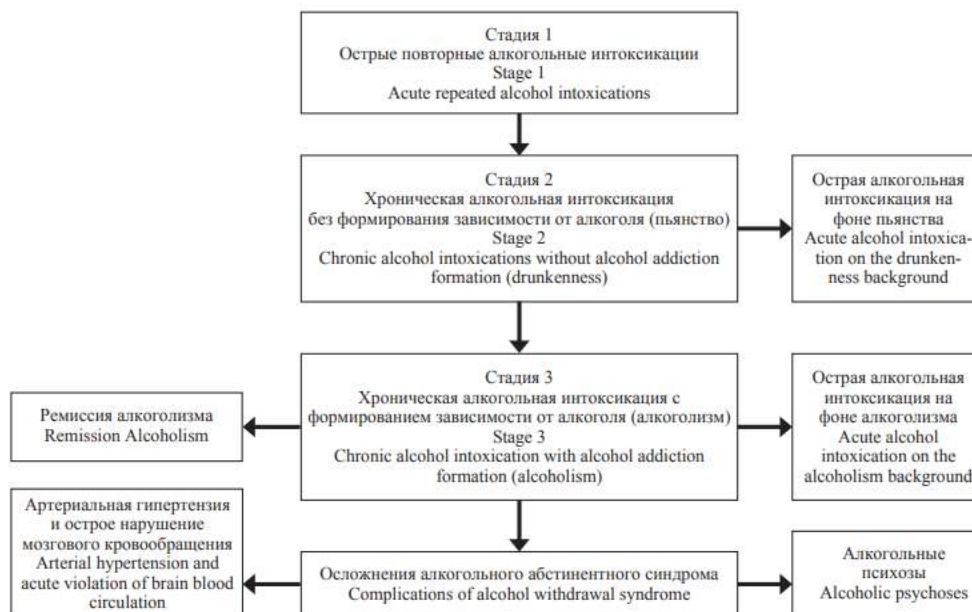 Стадия 1
Острые повторные алкогольные интоксикации
Stage 1
Acute repeated alcohol intoxications
Стадия 2
Хроническая алкогольная интоксикация
без формирования зависимости от алкоголя (пьянство)
Stage 2
Chronic alcohol intoxications without alcohol addiction
formation (drunkenness)
Острая алкогольная
интоксикация на
фоне пьянства
Acute alcohol intoxica-
tion on the drunken-
ness background
Стадия 3
Хроническая алкогольная интоксикация с
формированием зависимости от алкоголя (алкоголизм)
Stage 3
Chronic alcohol intoxication with alcohol addiction
formation (alcoholism)
Ремиссия алкоголизма
Remission Alcoholism
Острая алкогольная
интоксикация на
фоне алкоголизма
Acute alcohol
intoxication on the
alcoholism background
Артериальная гипертензия
и острое нарушение
мозгового кровообращения
Arterial hypertension and
acute violation of brain blood
circulation
Осложнения алкогольного абстинентного синдрома
Complications of alcohol withdrawal syndrome
Алкогольные
психозы
Alcoholic psychoses